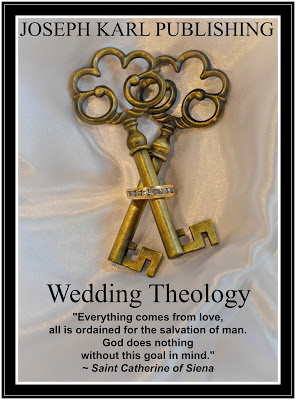 JOSEPH KARL PUBLISHING
Wedding Theology
"Everything comes from love,
all is ordained for the salvation of man.
God does nothing
without this goal in mind."
~ Saint Catherine of Siena